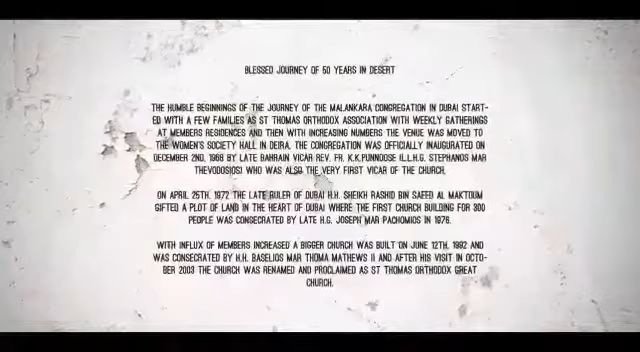 BLESSED JOURNEY OF 50 YEARS IN DESERT
THE HUMBLE BEGINNINGS OF THE JOURNEY OF THE MALANKARA CONGREGATION IN DUBAI START-
ED WITH A FEW FAMILIES AS ST THOMAS ORTHODOX ASSOCIATION WITH WEEKLY GATHERINGS
AT MEMBERS RESIDENCES AND THEN WITH INCREASING NUMBERS THE VENUE WAS MOVED TO
THE WOMEN'S SOCIETY HALL IN DEIRA. THE CONGREGATION WAS OFFICIALLY INAUGURATED ON
DECEMBER 2ND, 1968 BY LATE BAHRAIN VICAR REV. FR. K.K.PUNNOOSE (L.L.H.G. STEPHANOS MAR
THEVODOSIOS) WHO WAS ALSO THE VERY FIRST VICAR OF THE CHURCH.
ON APRIL 25TH, 1972 THE LATE RULER OF DUBAI H.H. SHEIKH RASHID BIN SAEED AL MAKTOUM
GIFTED A PLOT OF LAND IN THE HEART OF DUBAI WHERE THE FIRST CHURCH BUILDING FOR 300
PEOPLE WAS CONSECRATED BY LATE H.G. JOSEPH MAR PACHOMIOS IN 1976.
WITH INFLUX OF MEMBERS INCREASED A BIGGER CHURCH WAS BUILT ON JUNE 12TH, 1992 AND
WAS CONSECRATED BY H.H. BASELIOS MAR THOMA MATHEWS II AND AFTER HIS VISIT IN OCTO-
BER 2003 THE CHURCH WAS RENAMED AND PROCLAIMED AS ST THOMAS ORTHODOX GREAT
CHURCH.